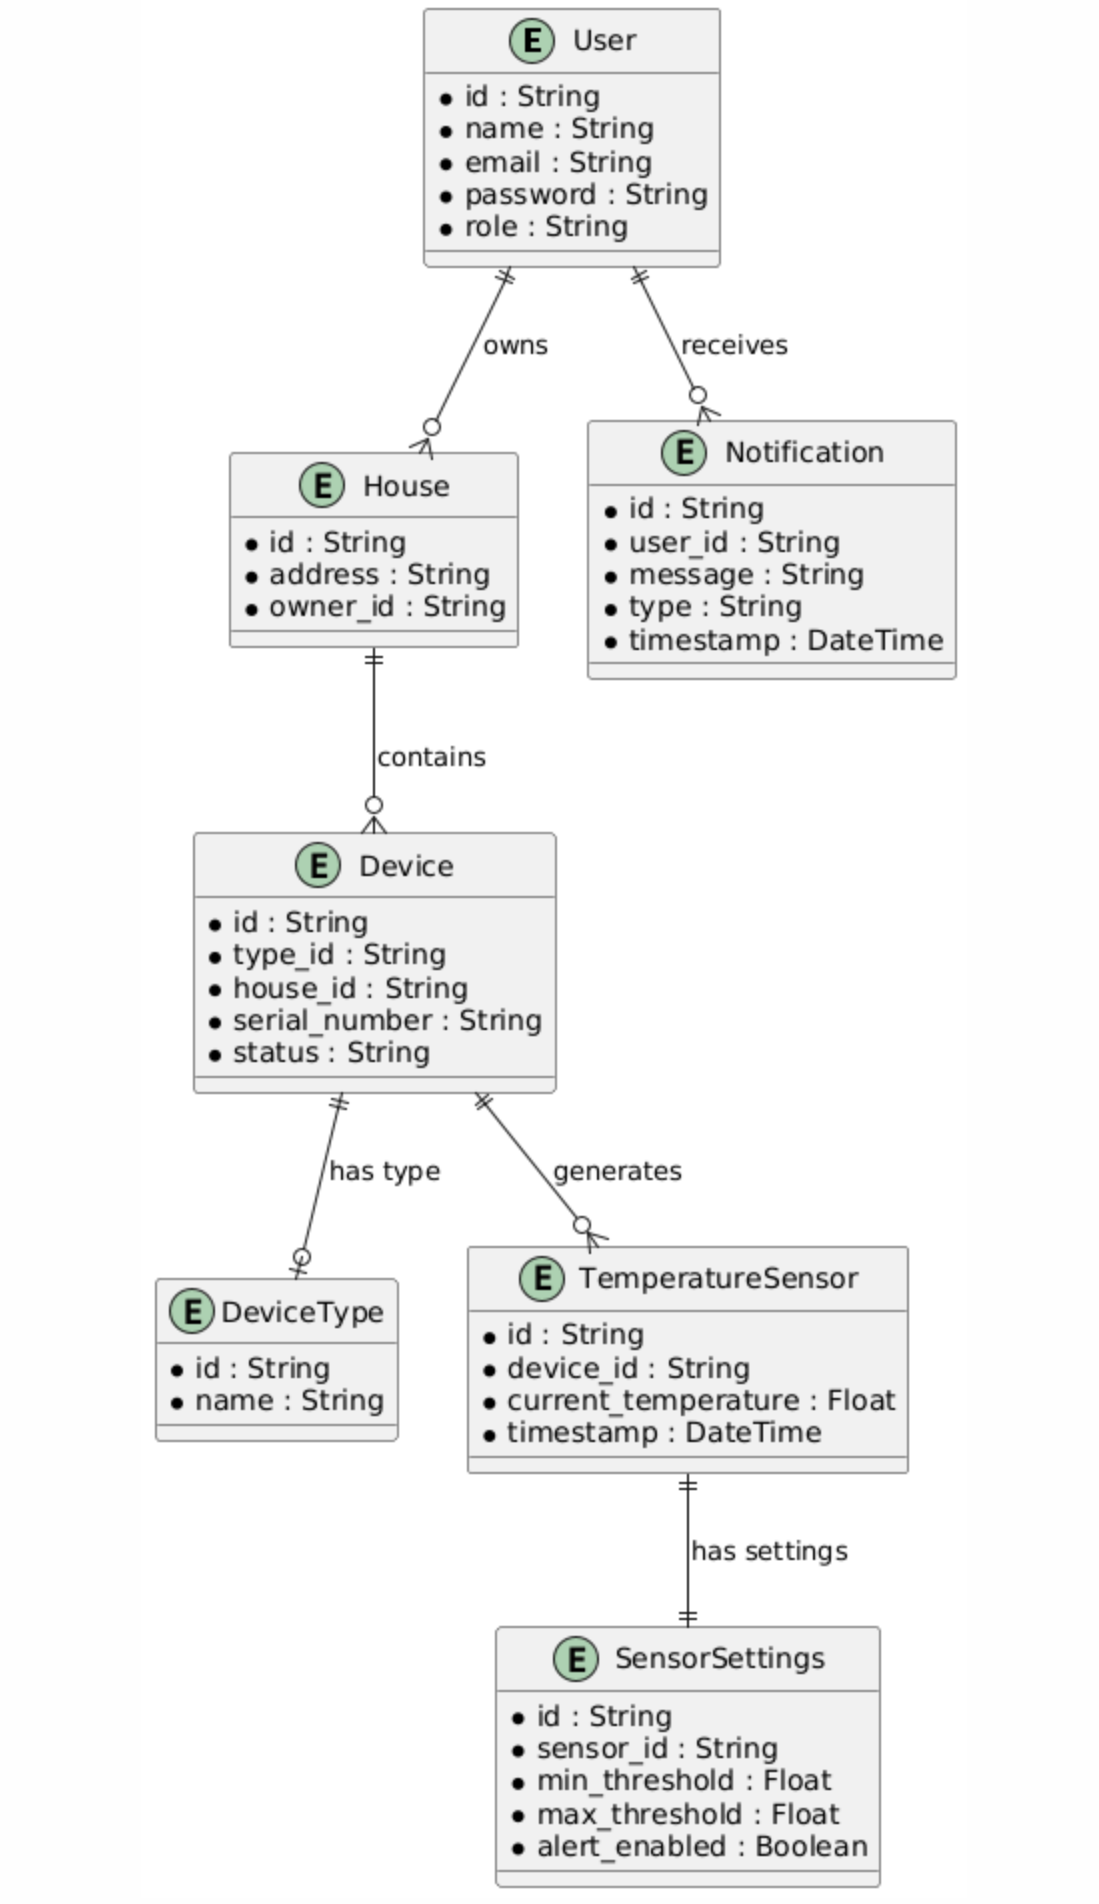 E User
id : String
name : String
email : String
password : String
role : String
owns
receives
E House
id : String
address : String
owner_id : String
E Notification
id : String
user_id : String
message : String
type : String
timestamp : DateTime
contains
E Device
id : String
type_id : String
house_id : String
serial_number : String
status : String
has type
generates
E DeviceType
id : String
name : String
E TemperatureSensor
id : String
device_id : String
current_temperature : Float
timestamp : DateTime
has settings
E SensorSettings
id : String
sensor_id : String
min_threshold : Float
max_threshold : Float
alert_enabled : Boolean